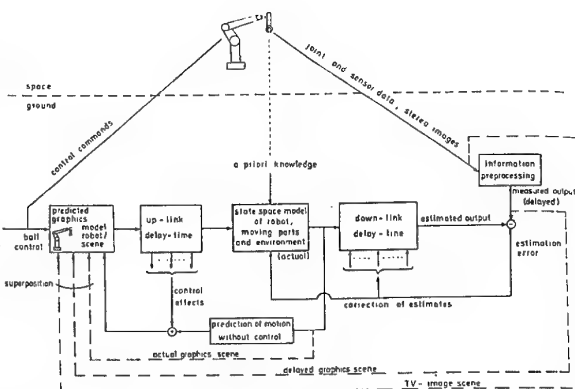 space
ground
control commands
joint and sensor data, stereo images
a priori knowledge
information
preprocessing
measured output
(delayed)
predicted
graphics
model
robot/
scene
up-link
delay-time
state space model
of robot,
moving parts
and environment
(actual)
down-link
delay-line
estimated output
ball
control
estimation
error
superposition
control
effects
correction of estimates
prediction of motion
without control
actual graphics scene
delayed graphics scene
TV-image scene